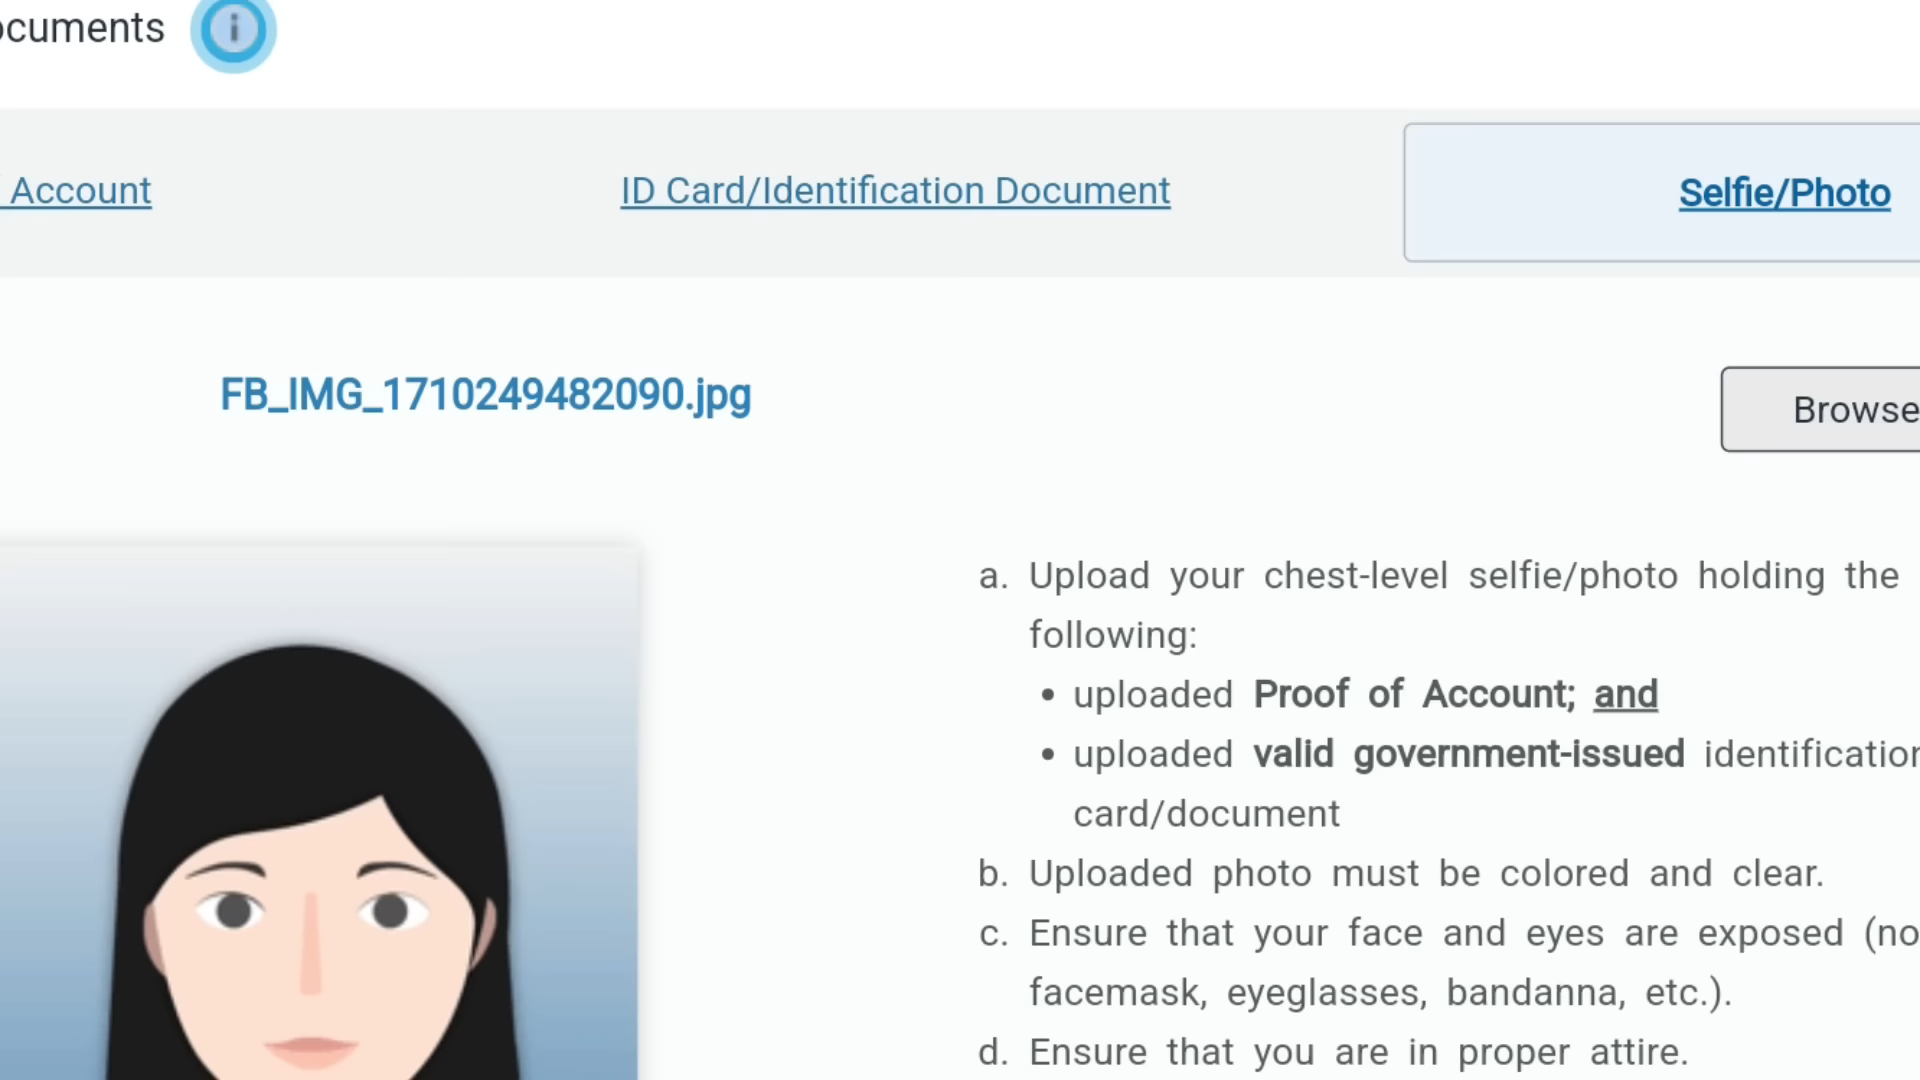 ocuments
Account
ID Card/Identification Document
Selfie/Photo
FB_IMG_1710249482090.jpg
Browse
a. Upload your chest-level selfie/photo holding the
following:
• uploaded Proof of Account; and
• uploaded valid government-issued identification
card/document
b. Uploaded photo must be colored and clear.
c. Ensure that your face and eyes are exposed (no
facemask, eyeglasses, bandanna, etc.).
d. Ensure that you are in proper attire.